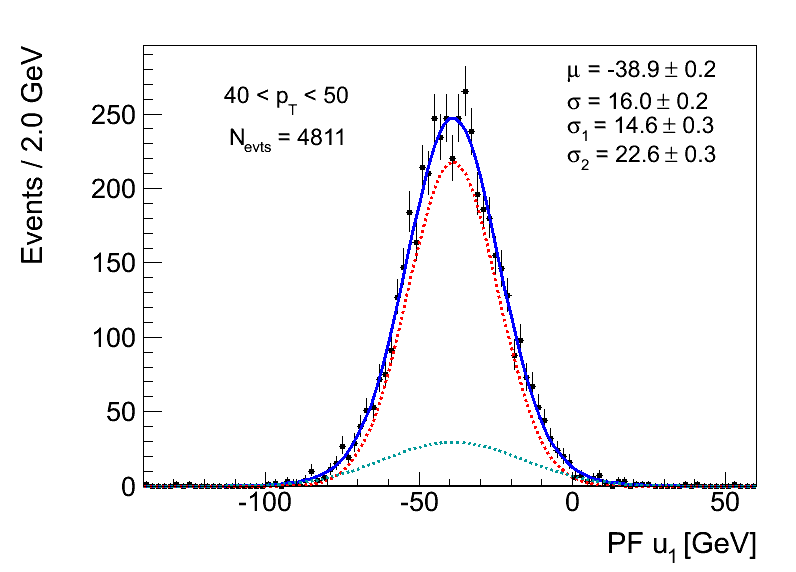 Events / 2.0 GeV
40 < p_T < 50
N_evts = 4811
μ = -38.9 ± 0.2
σ = 16.0 ± 0.2
σ_1 = 14.6 ± 0.3
σ_2 = 22.6 ± 0.3
250
200
150
100
50
0
-100 -50 0 50
PF u_1 [GeV]